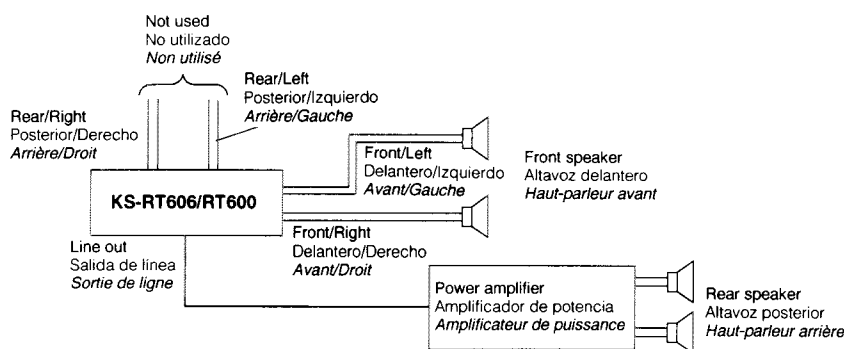 Not used
No utilizado
Non utilisé
Rear/Left
Posterior/Izquierdo
Arrière/Gauche
Rear/Right
Posterior/Derecho
Arrière/Droit
Front/Left
Delantero/Izquierdo
Avant/Gauche
Front speaker
Altavoz delantero
Haut-parleur avant
KS-RT606/RT600
Front/Right
Delantero/Derecho
Avant/Droit
Line out
Salida de línea
Sortie de ligne
Power amplifier
Amplificador de potencia
Amplificateur de puissance
Rear speaker
Altavoz posterior
Haut-parleur arrière